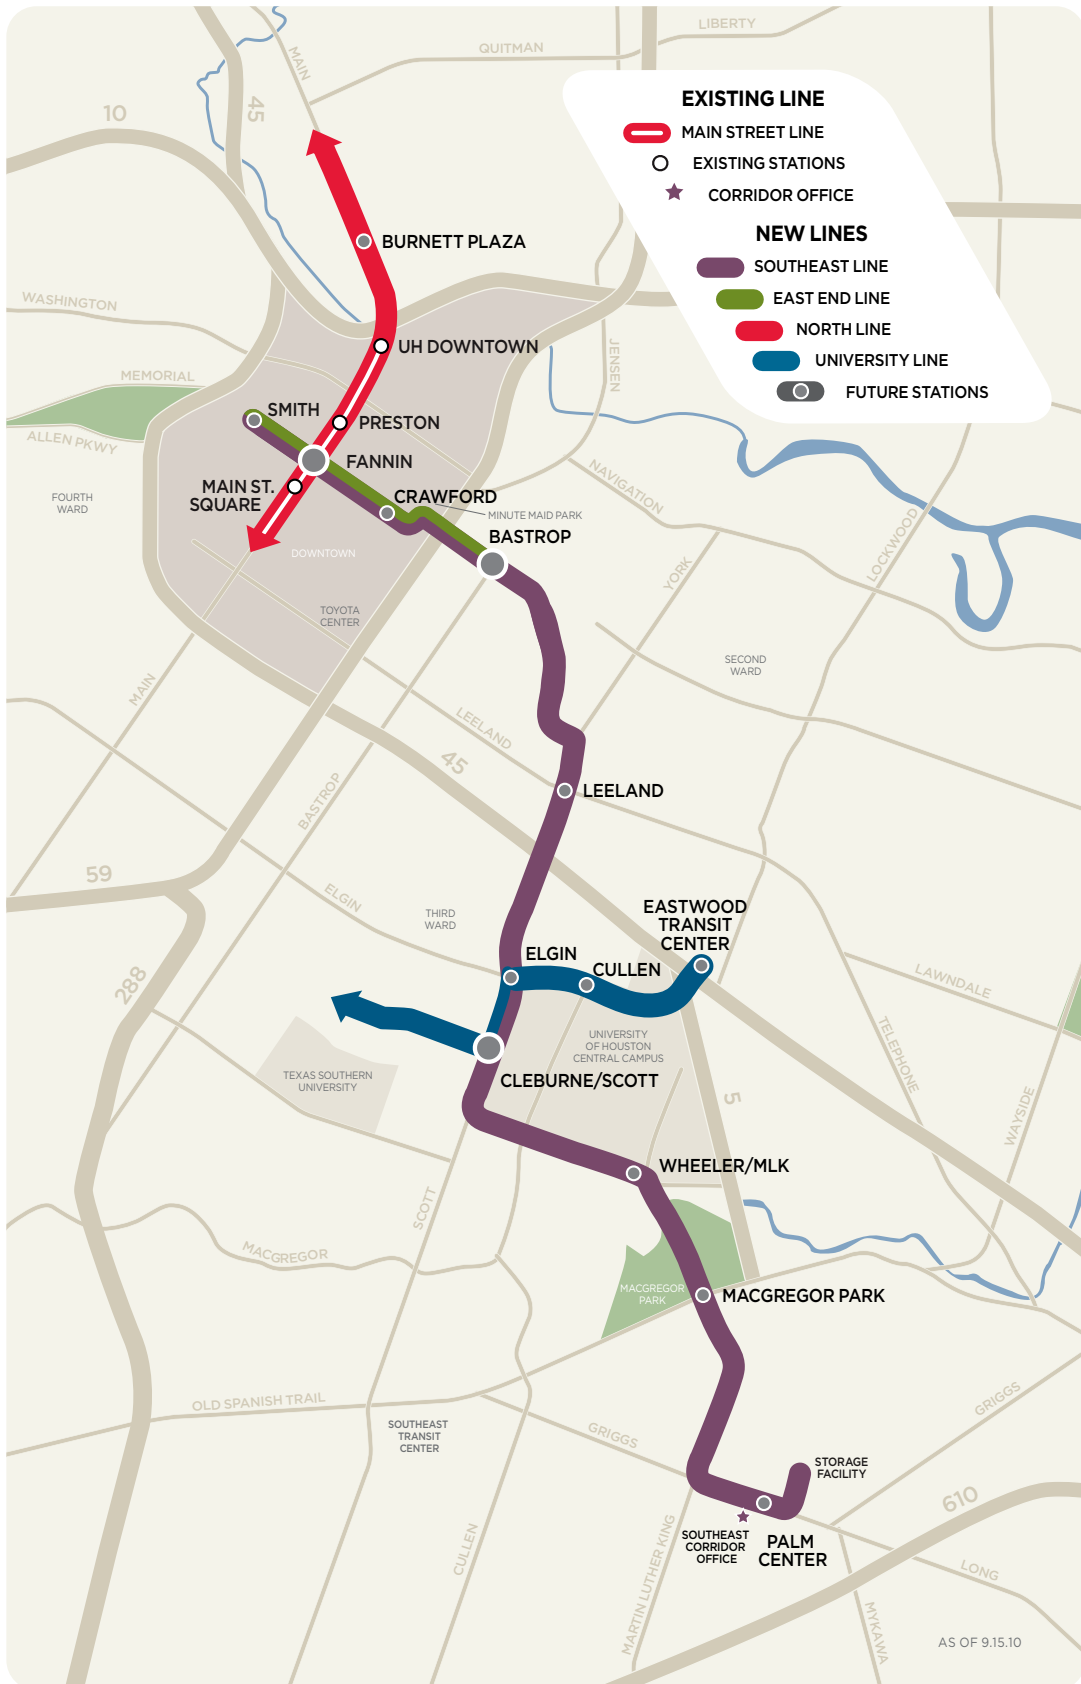 LIBERTY
QUITMAN
MAIN
45
10
EXISTING LINE
MAIN STREET LINE
EXISTING STATIONS
CORRIDOR OFFICE
NEW LINES
SOUTHEAST LINE
EAST END LINE
NORTH LINE
UNIVERSITY LINE
FUTURE STATIONS
BURNETT PLAZA
WASHINGTON
UH DOWNTOWN
JENSEN
MEMORIAL
SMITH
PRESTON
ALLEN PKWY
FANNIN
NAVIGATION
FOURTH
WARD
MAIN ST.
SQUARE
CRAWFORD
MINUTE MAID PARK
BASTROP
LOCKWOOD
DOWNTOWN
YORK
TOYOTA
CENTER
SECOND
WARD
MAIN
LEELAND
45
BASTROP
LEELAND
59
ELGIN
THIRD
WARD
EASTWOOD
TRANSIT
CENTER
ELGIN
CULLEN
LAWNDALE
288
UNIVERSITY
OF HOUSTON
CENTRAL CAMPUS
TELEPHONE
TEXAS SOUTHERN
UNIVERSITY
CLEBURNE/SCOTT
5
WAYSIDE
WHEELER/MLK
SCOTT
MACGREGOR
MACGREGOR
PARK
MACGREGOR PARK
OLD SPANISH TRAIL
SOUTHEAST
TRANSIT
CENTER
GRIGGS
GRIGGS
STORAGE
FACILITY
610
SOUTHEAST
CORRIDOR
OFFICE
PALM
CENTER
CULLEN
MARTIN LUTHER KING
LONG
MYKAWA
AS OF 9.15.10